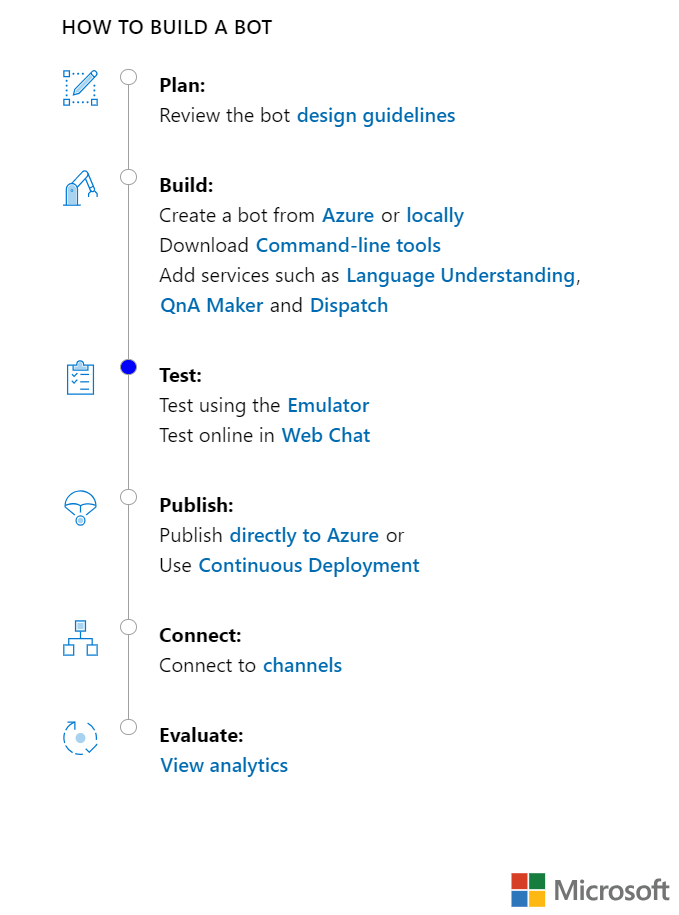 HOW TO BUILD A BOT
Plan:
Review the bot design guidelines
Build:
Create a bot from Azure or locally
Download Command-line tools
Add services such as Language Understanding,
QnA Maker and Dispatch
Test:
Test using the Emulator
Test online in Web Chat
Publish:
Publish directly to Azure or
Use Continuous Deployment
Connect:
Connect to channels
Evaluate:
View analytics
Microsoft